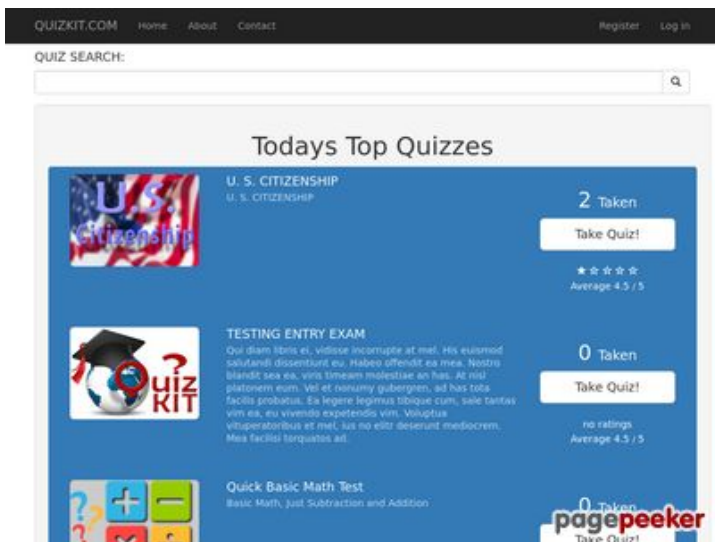 QUIZKIT.COM Home About Contact Register Log in
QUIZ SEARCH:
Todays Top Quizzes
U.S.
Citizenship
U. S. CITIZENSHIP
U. S. CITIZENSHIP
2 Taken
Take Quiz!
Average 4.5 / 5
QUIZ
KIT
TESTING ENTRY EXAM
Qui diam libris ei, vidisse incorrupte at mel. His euismod
salutandi dissentiunt eu. Habeo offendit ea mea. Nostro
blandit sea ea, viris timeam molestiae an has. At nisl
platonem eum. Vel et nonumy gubergren, ad has tota
facilis probatus. Ea legere legimus tibique cum, sale tantas
vim ea, eu vivendo expetendis vim. Voluptua
vituperatoribus et mel, ius no elitr deserunt mediocrem.
Mea facilisi torquatos ad.
0 Taken
Take Quiz!
no ratings
Average 4.5 / 5
Quick Basic Math Test
Basic Math, Just Subtraction and Addition
0 Taken
Take Quiz!
pagepeeker